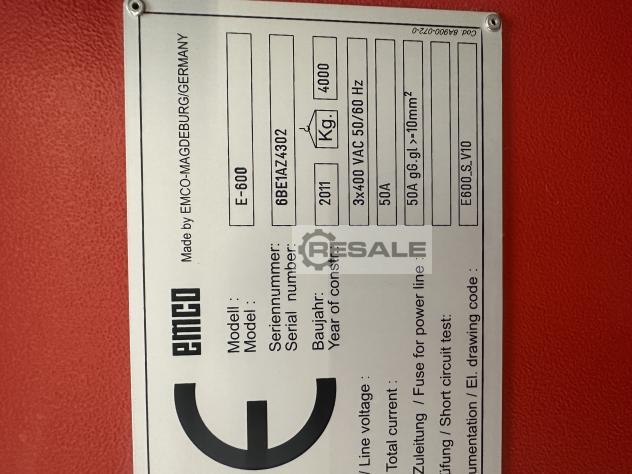 emco
Made by EMCO-MAGDEBURG/GERMANY
CE
Modell :
Model :
E-600
Seriennummer:
Serial number:
6BE1AZ4302
Baujahr:
Year of constr.:
2011
Kg.
4000
/ Line voltage :
3x400 VAC 50/60 Hz
Total current :
50A
Zuleitung / Fuse for power line :
50A gG.gl >=10mm²
üfung / Short circuit test:
umentation / El. drawing code :
E600_S_V10
Cod. 8A900-072-0
RESALE